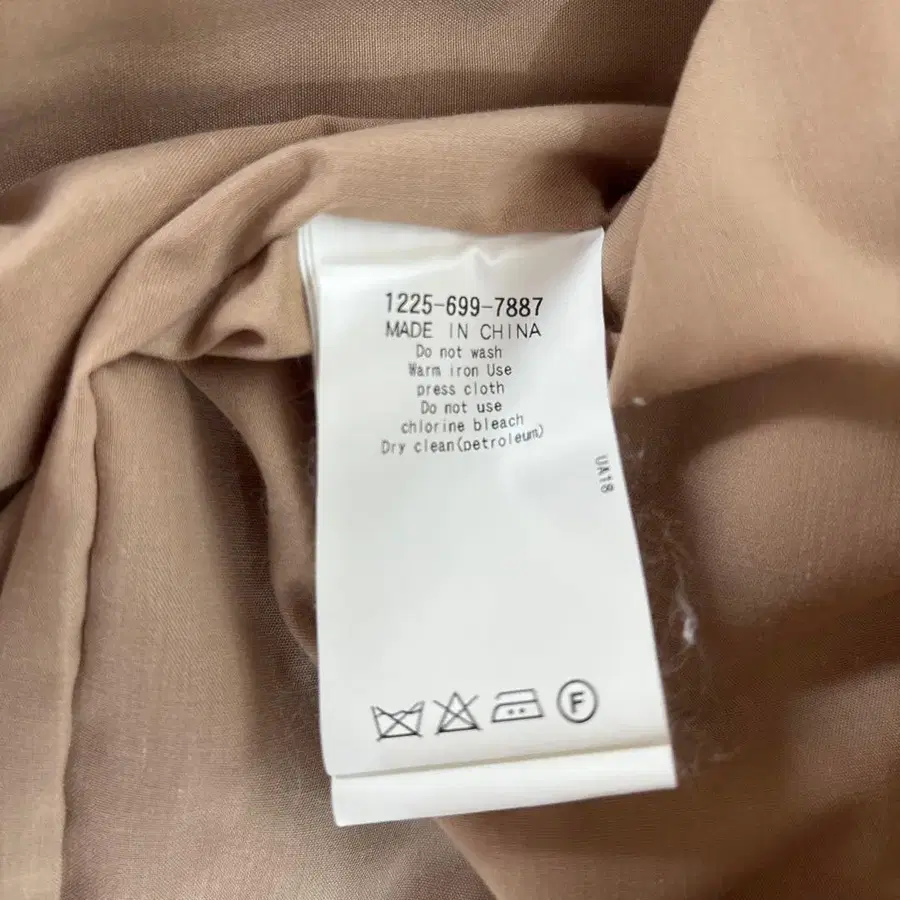 1225-699-7887
MADE IN CHINA
Do not wash
Warm iron Use
press cloth
Do not use
chlorine bleach
Dry clean(petroleum)
UA18
F